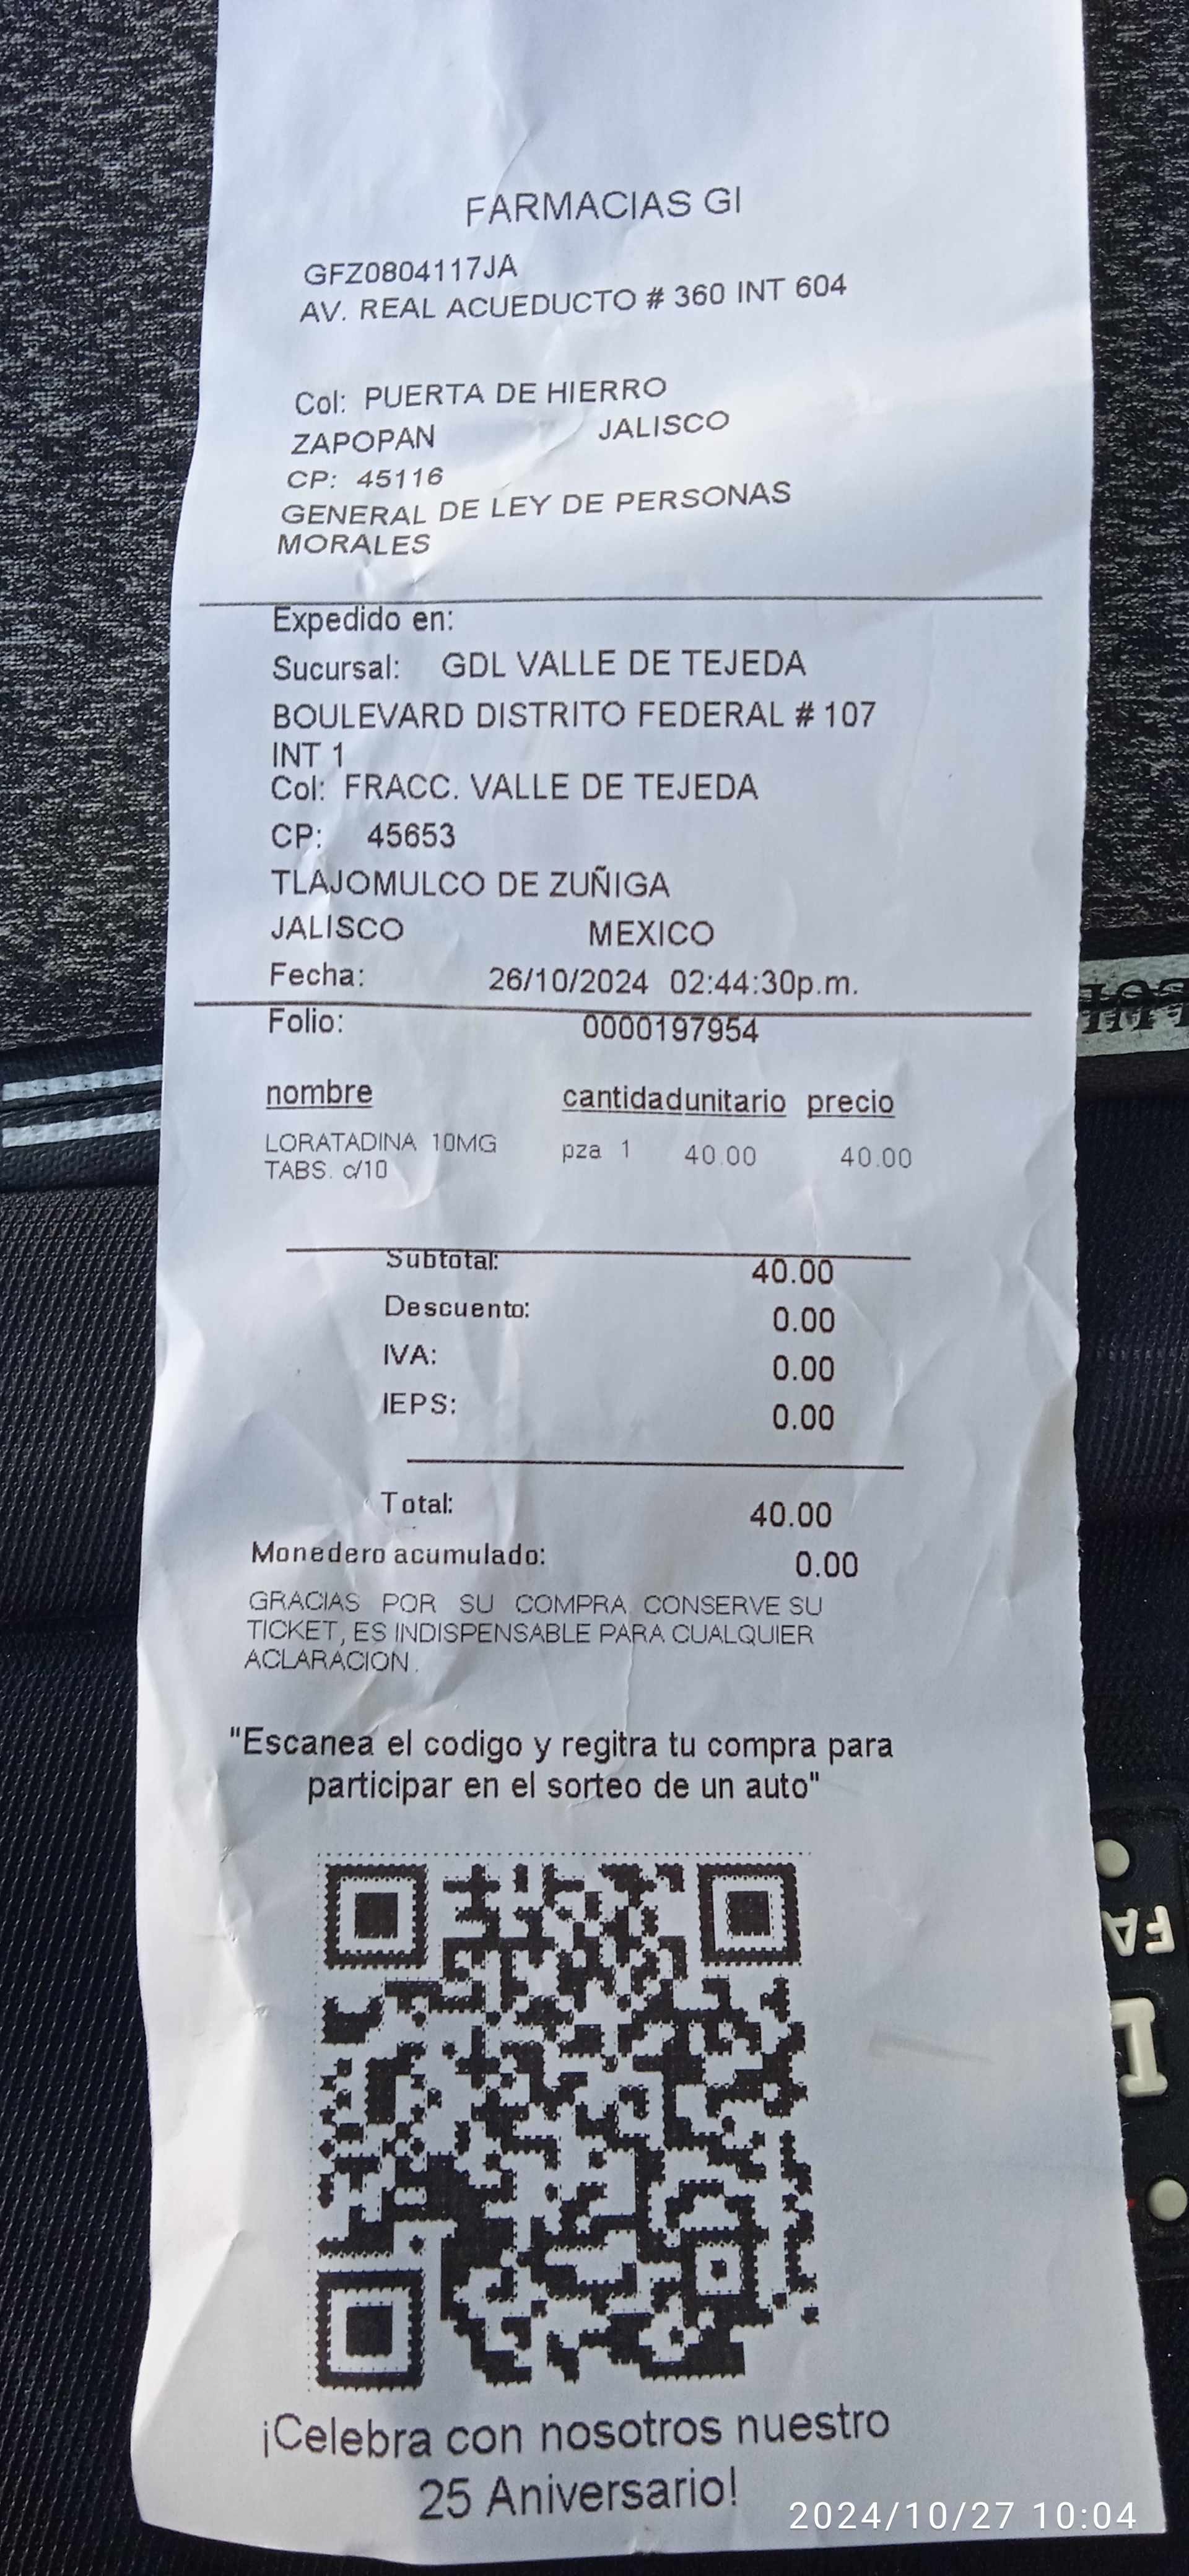 FARMACIAS GI
GFZ0804117JA
AV. REAL ACUEDUCTO # 360 INT 604
Col: PUERTA DE HIERRO
ZAPOPAN JALISCO
CP: 45116
GENERAL DE LEY DE PERSONAS
MORALES
Expedido en:
Sucursal: GDL VALLE DE TEJEDA
BOULEVARD DISTRITO FEDERAL # 107
INT 1
Col: FRACC. VALLE DE TEJEDA
CP: 45653
TLAJOMULCO DE ZUÑIGA
JALISCO MEXICO
Fecha: 26/10/2024 02:44:30p.m.
Folio: 0000197954
nombre cantidadunitario precio
LORATADINA 10MG pza 1 40.00 40.00
TABS. c/10
Subtotal: 40.00
Descuento: 0.00
IVA: 0.00
IEPS: 0.00
Total: 40.00
Monedero acumulado: 0.00
GRACIAS POR SU COMPRA CONSERVE SU
TICKET, ES INDISPENSABLE PARA CUALQUIER
ACLARACION.
"Escanea el codigo y regitra tu compra para
participar en el sorteo de un auto"
FA
¡Celebra con nosotros nuestro
25 Aniversario!
2024/10/27 10:04